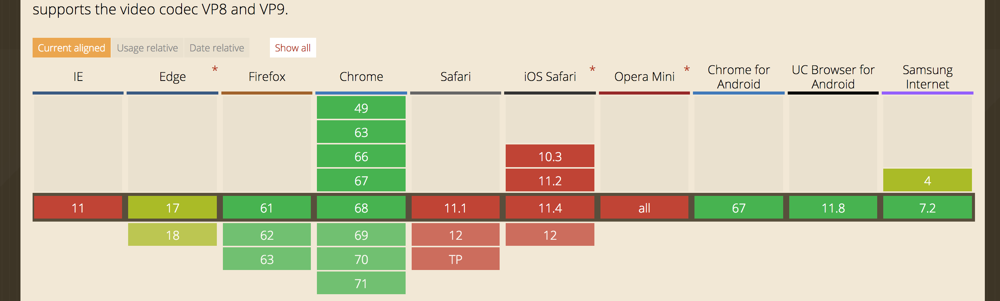 supports the video codec VP8 and VP9.
Current aligned Usage relative Date relative Show all
IE Edge * Firefox Chrome Safari iOS Safari * Opera Mini * Chrome for Android UC Browser for Android Samsung Internet
49
63
66 10.3
67 11.2 4
11 17 61 68 11.1 11.4 all 67 11.8 7.2
18 62 69 12 12
63 70 TP
71